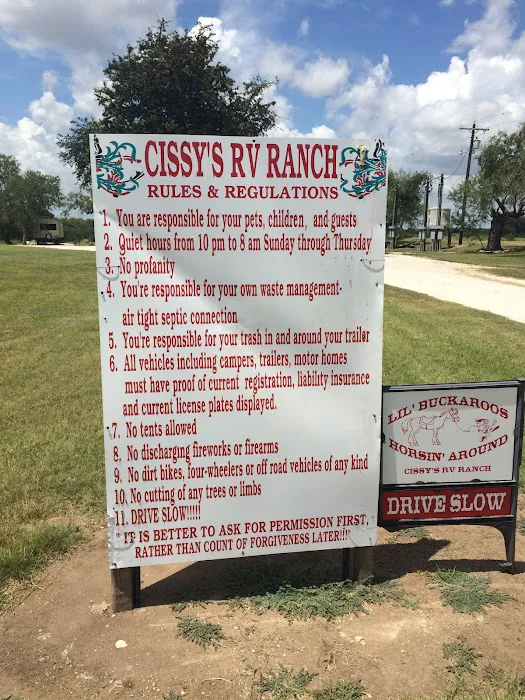 CISSY'S RV RANCH
RULES & REGULATIONS
1. You are responsible for your pets, children, and guests
2. Quiet hours from 10 pm to 8 am Sunday through Thursday
3. No profanity
4. You're responsible for your own waste management-
air tight septic connection
5. You're responsible for your trash in and around your trailer
6. All vehicles including campers, trailers, motor homes
must have proof of current registration, liability insurance
and current license plates displayed.
7. No tents allowed
8. No discharging fireworks or firearms
9. No dirt bikes, four-wheelers or off road vehicles of any kind
10. No cutting of any trees or limbs
11. DRIVE SLOW!!!!!
" IT IS BETTER TO ASK FOR PERMISSION FIRST,
RATHER THAN COUNT OF FORGIVENESS LATER!!!"
LIL' BUCKAROOS
HORSIN' AROUND
CISSY'S RV RANCH
DRIVE SLOW